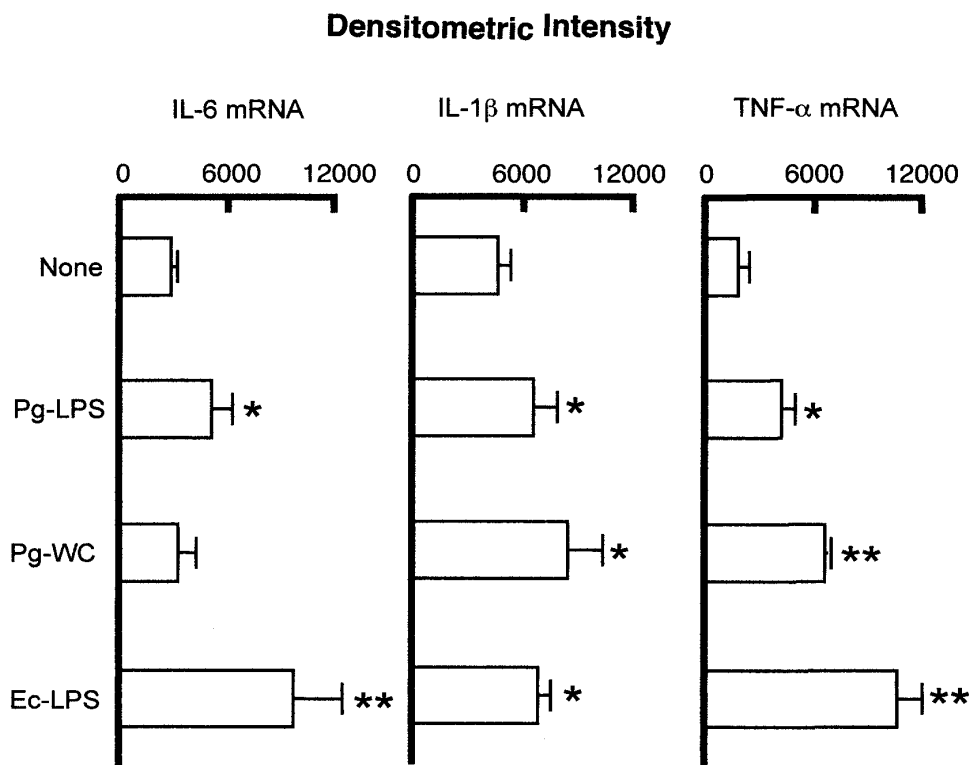 Densitometric Intensity
IL-6 mRNA IL-1β mRNA TNF-α mRNA
0 6000 12000 0 6000 12000 0 6000 12000
None
Pg-LPS * * *
Pg-WC * **
Ec-LPS ** * **